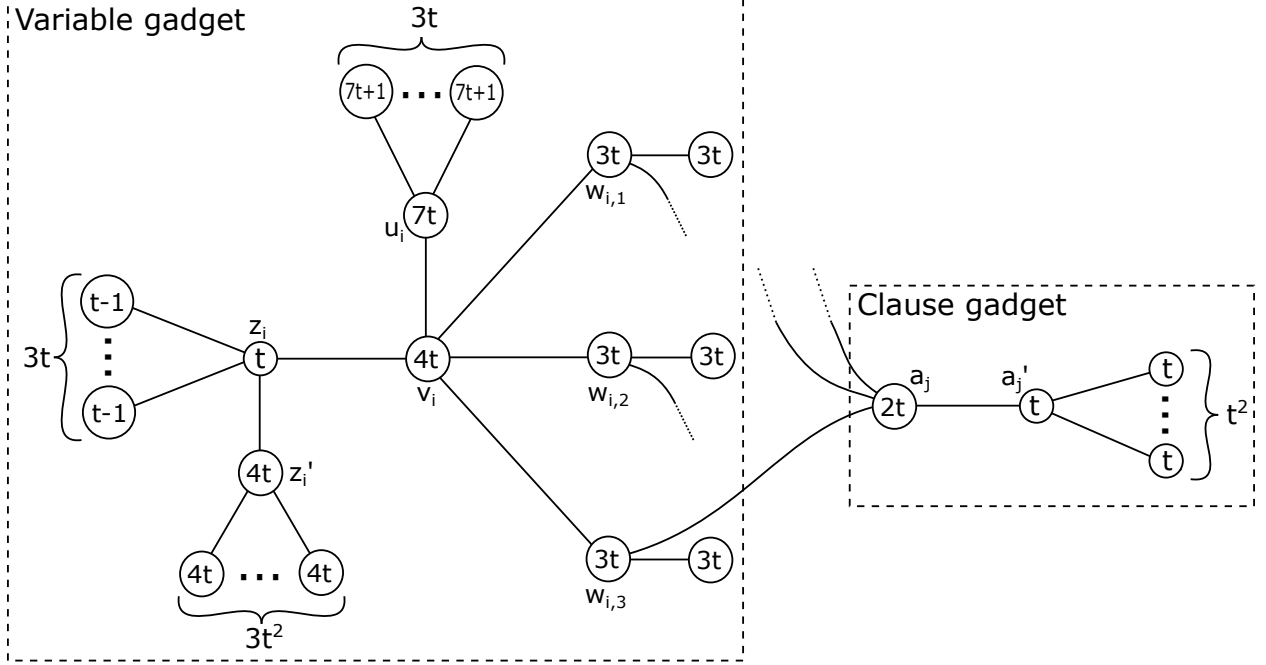 Variable gadget
3t
7t+1 ... 7t+1
3t 3t
w_{i,1}
7t
u_i
Clause gadget
t-1
z_i
3t
t 4t
v_i
3t 3t
w_{i,2}
t-1
a_j
2t
a_j'
t
t
t
t^2
4t z_i'
4t ... 4t
3t^2
3t 3t
w_{i,3}